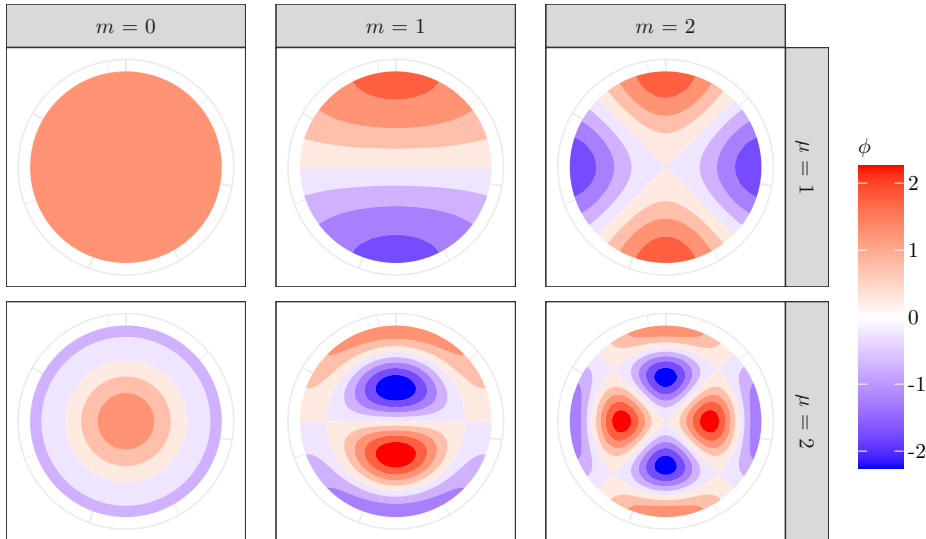 m = 0
m = 1
m = 2
μ = 1
μ = 2
ϕ
2
1
0
-1
-2